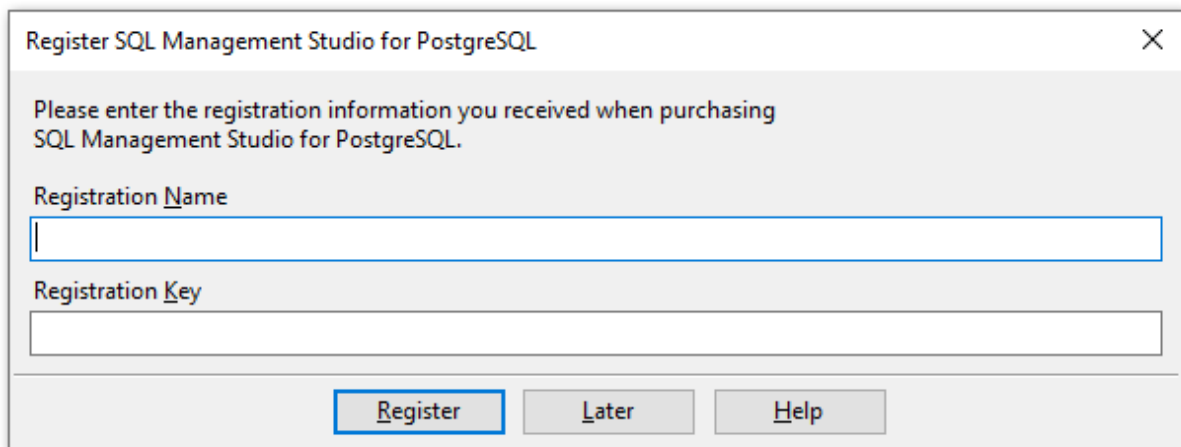 Register SQL Management Studio for PostgreSQL
Please enter the registration information you received when purchasing
SQL Management Studio for PostgreSQL.
Registration Name
Registration Key
Register Later Help